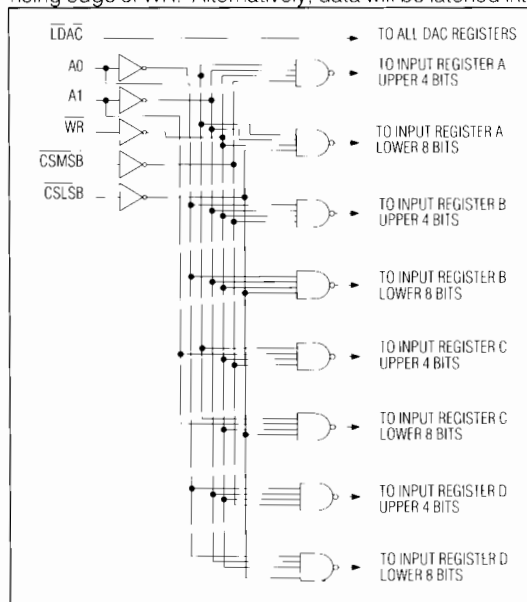 rising edge of WR. Alternatively, data will be latched int
LDAC
TO ALL DAC REGISTERS
A0
TO INPUT REGISTER A
UPPER 4 BITS
A1
WR
TO INPUT REGISTER A
LOWER 8 BITS
CSMSB
CSLSB
TO INPUT REGISTER B
UPPER 4 BITS
TO INPUT REGISTER B
LOWER 8 BITS
TO INPUT REGISTER C
UPPER 4 BITS
TO INPUT REGISTER C
LOWER 8 BITS
TO INPUT REGISTER D
UPPER 4 BITS
TO INPUT REGISTER D
LOWER 8 BITS